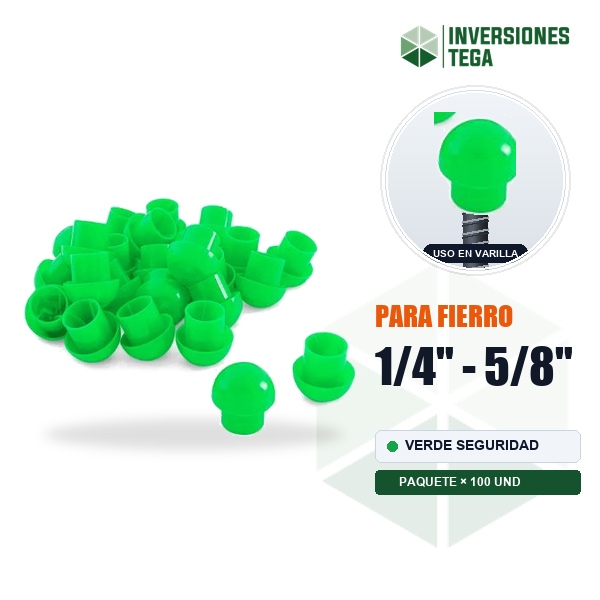 INVERSIONES
TEGA
USO EN VARILLA
PARA FIERRO
1/4" - 5/8"
VERDE SEGURIDAD
PAQUETE × 100 UND